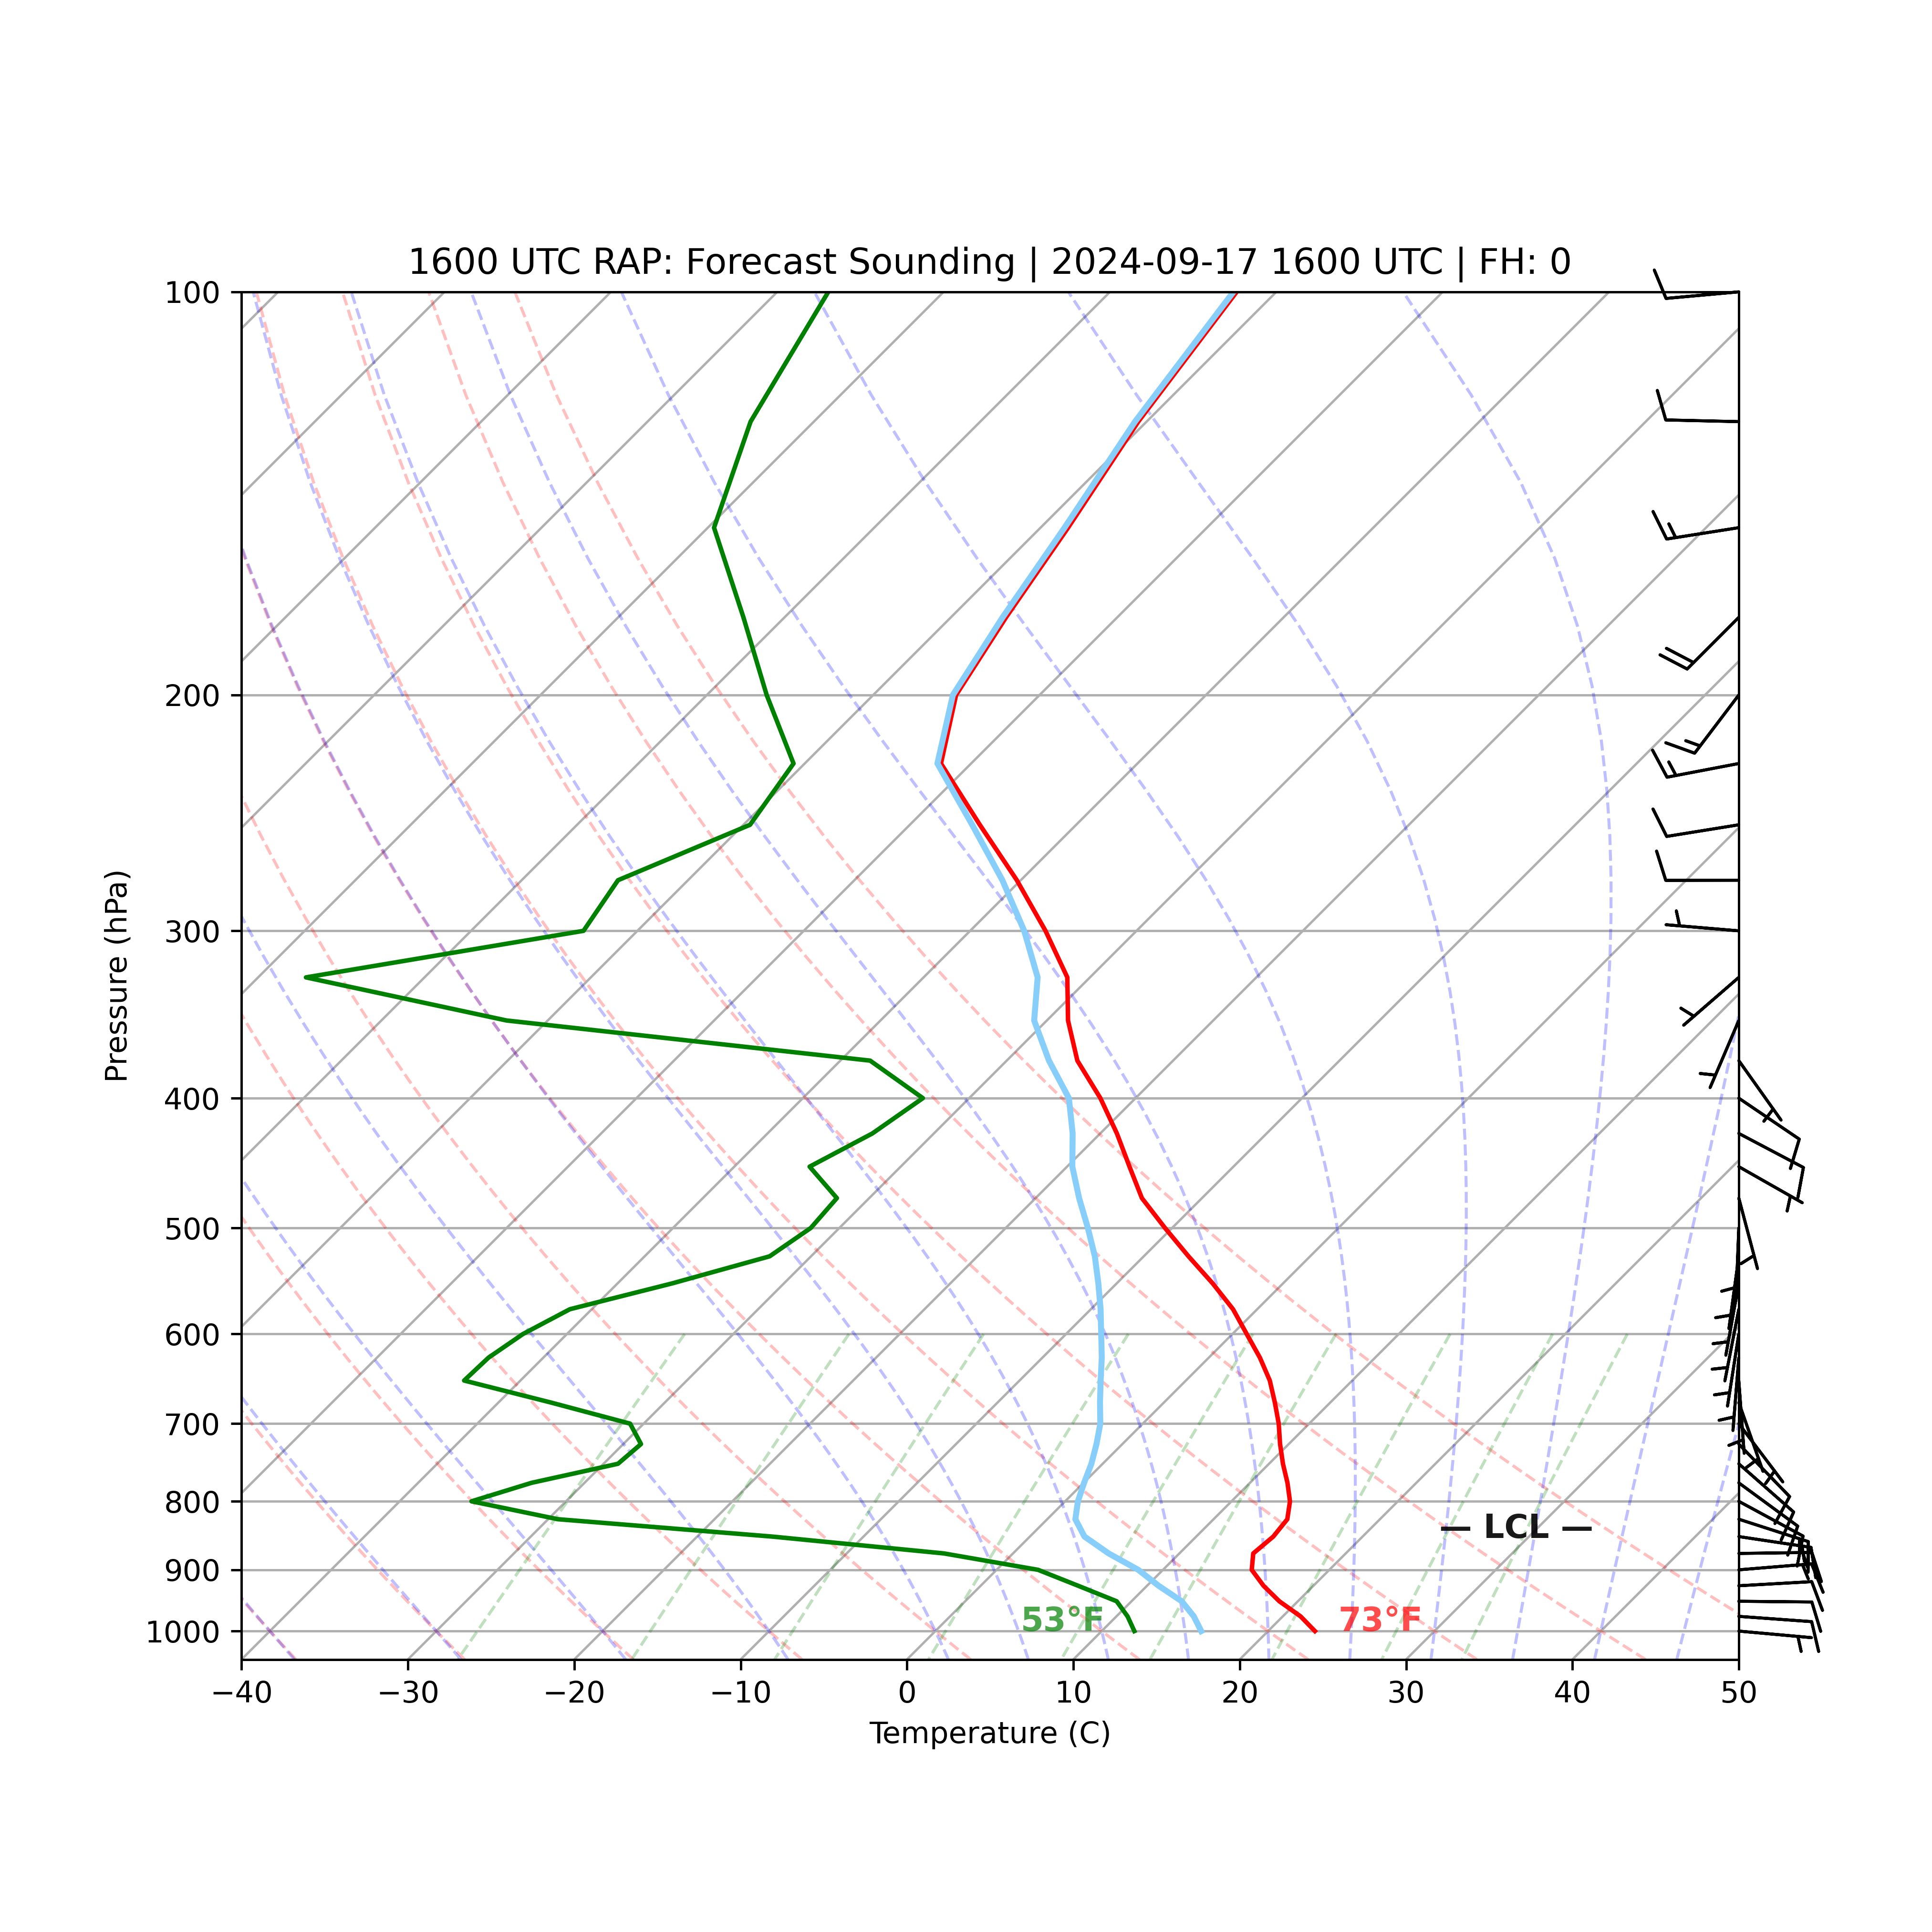 1600 UTC RAP: Forecast Sounding | 2024-09-17 1600 UTC | FH: 0
100
200
300
400
500
600
700
800
900
1000
Pressure (hPa)
— LCL —
53°F
73°F
−40 −30 −20 −10 0 10 20 30 40 50
Temperature (C)